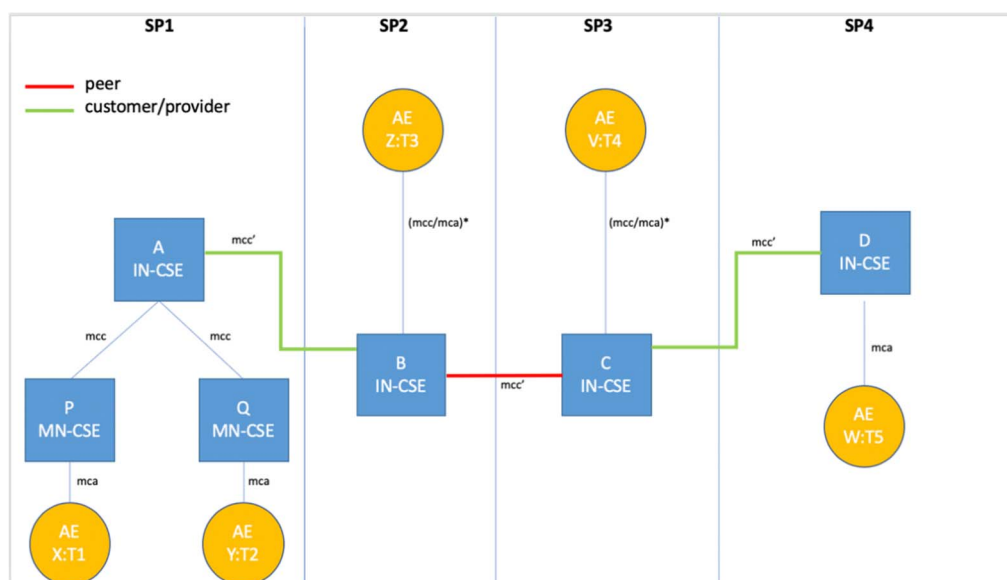 SP1
SP2
SP3
SP4
peer
customer/provider
AE
Z:T3
AE
V:T4
(mcc/mca)*
(mcc/mca)*
A
IN-CSE
mcc'
mcc'
D
IN-CSE
mcc
mcc
B
IN-CSE
mcc'
C
IN-CSE
mca
P
MN-CSE
Q
MN-CSE
AE
W:T5
mca
mca
AE
X:T1
AE
Y:T2